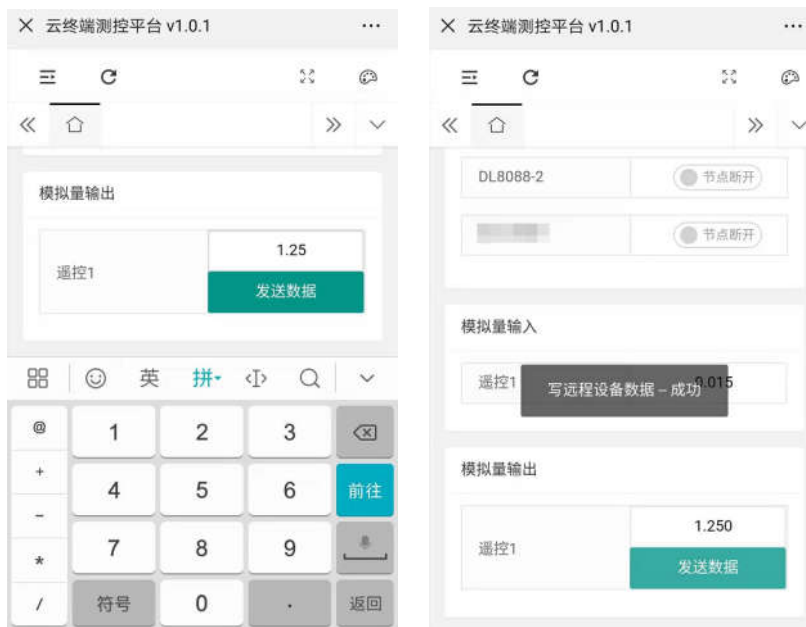 云终端测控平台 v1.0.1
模拟量输出
遥控1
1.25
发送数据
英
拼
@
1
2
3
+
4
5
6
前往
-
7
8
9
*
/
符号
0
.
返回
云终端测控平台 v1.0.1
DL8088-2
节点断开
节点断开
模拟量输入
遥控1
0.015
写远程设备数据 – 成功
模拟量输出
遥控1
1.250
发送数据